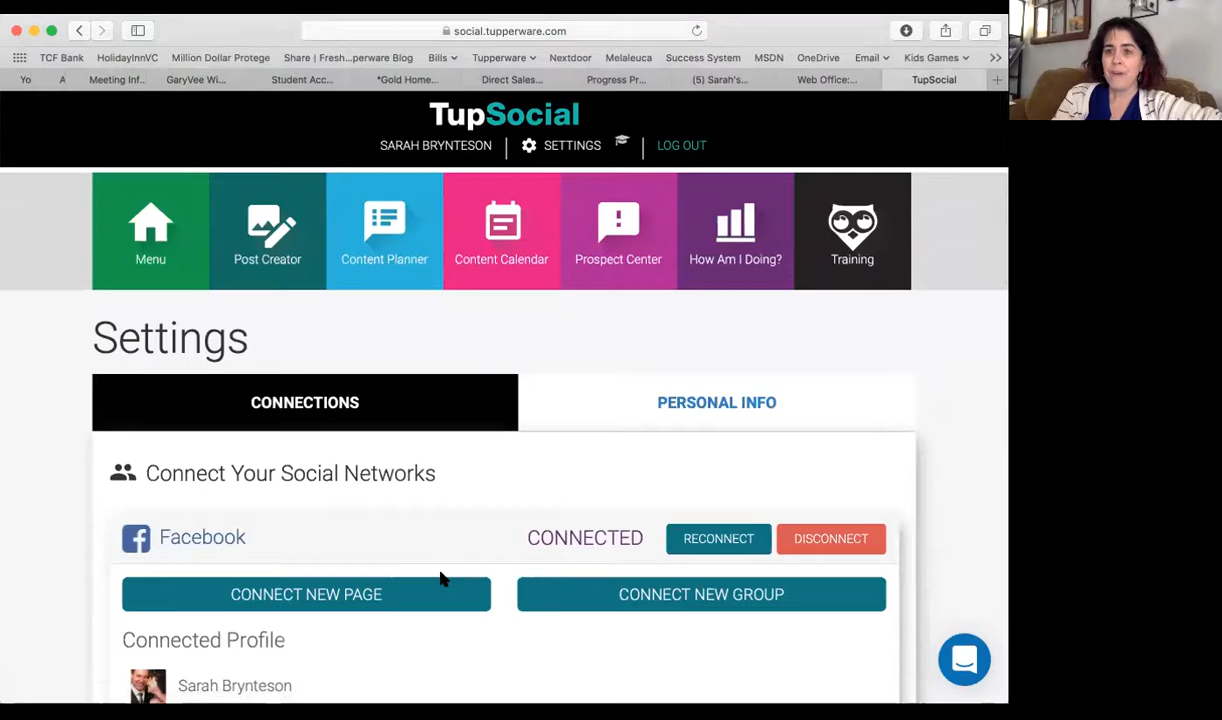 social.tupperware.com
TCF Bank HolidayInnVC Million Dollar Protege Share | Fresh...perware Blog Bills Tupperware Nextdoor Melaleuca Success System MSDN OneDrive Email Kids Games
Yo A Meeting Inf... GaryVee Wi... Student Acc... *Gold Home... Direct Sales... Progress Pr... (5) Sarah's... Web Office:... TupSocial
TupSocial
SARAH BRYNTESON SETTINGS LOG OUT
Menu Post Creator Content Planner Content Calendar Prospect Center How Am I Doing? Training
Settings
CONNECTIONS PERSONAL INFO
Connect Your Social Networks
Facebook CONNECTED RECONNECT DISCONNECT
CONNECT NEW PAGE CONNECT NEW GROUP
Connected Profile
Sarah Brynteson